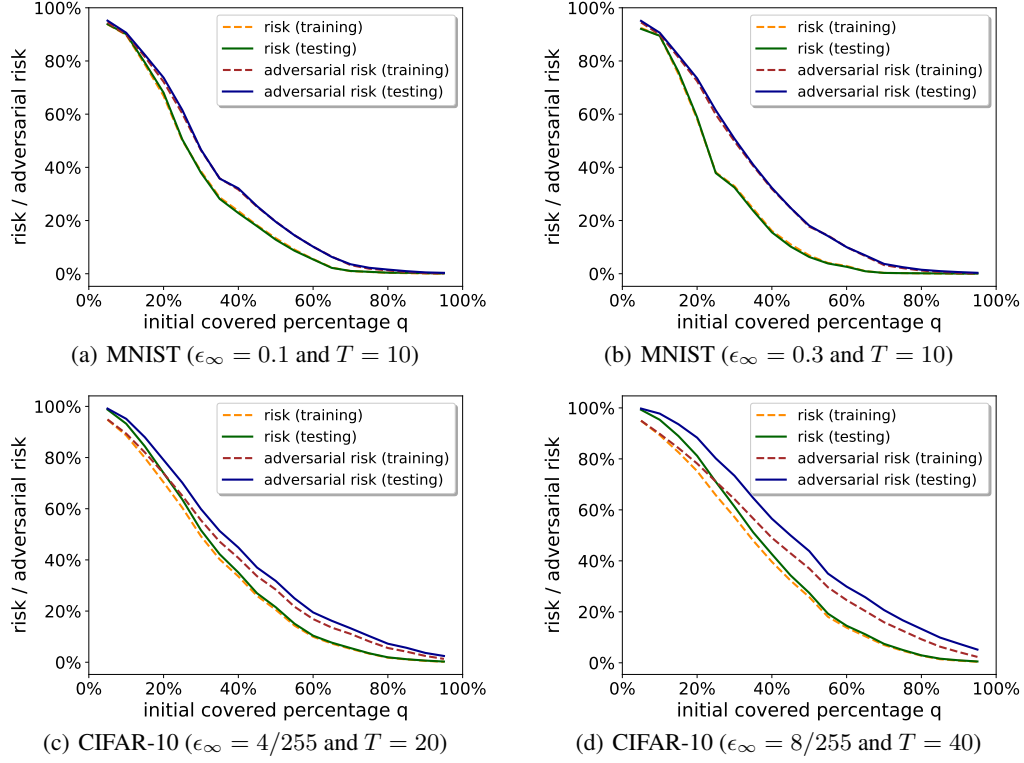 100%
80%
60%
40%
20%
0%
risk / adversarial risk
risk (training)
risk (testing)
adversarial risk (training)
adversarial risk (testing)
0% 20% 40% 60% 80% 100%
initial covered percentage q
(a) MNIST (ϵ∞ = 0.1 and T = 10)
100%
80%
60%
40%
20%
0%
risk / adversarial risk
risk (training)
risk (testing)
adversarial risk (training)
adversarial risk (testing)
0% 20% 40% 60% 80% 100%
initial covered percentage q
(b) MNIST (ϵ∞ = 0.3 and T = 10)
100%
80%
60%
40%
20%
0%
risk / adversarial risk
risk (training)
risk (testing)
adversarial risk (training)
adversarial risk (testing)
0% 20% 40% 60% 80% 100%
initial covered percentage q
(c) CIFAR-10 (ϵ∞ = 4/255 and T = 20)
100%
80%
60%
40%
20%
0%
risk / adversarial risk
risk (training)
risk (testing)
adversarial risk (training)
adversarial risk (testing)
0% 20% 40% 60% 80% 100%
initial covered percentage q
(d) CIFAR-10 (ϵ∞ = 8/255 and T = 40)